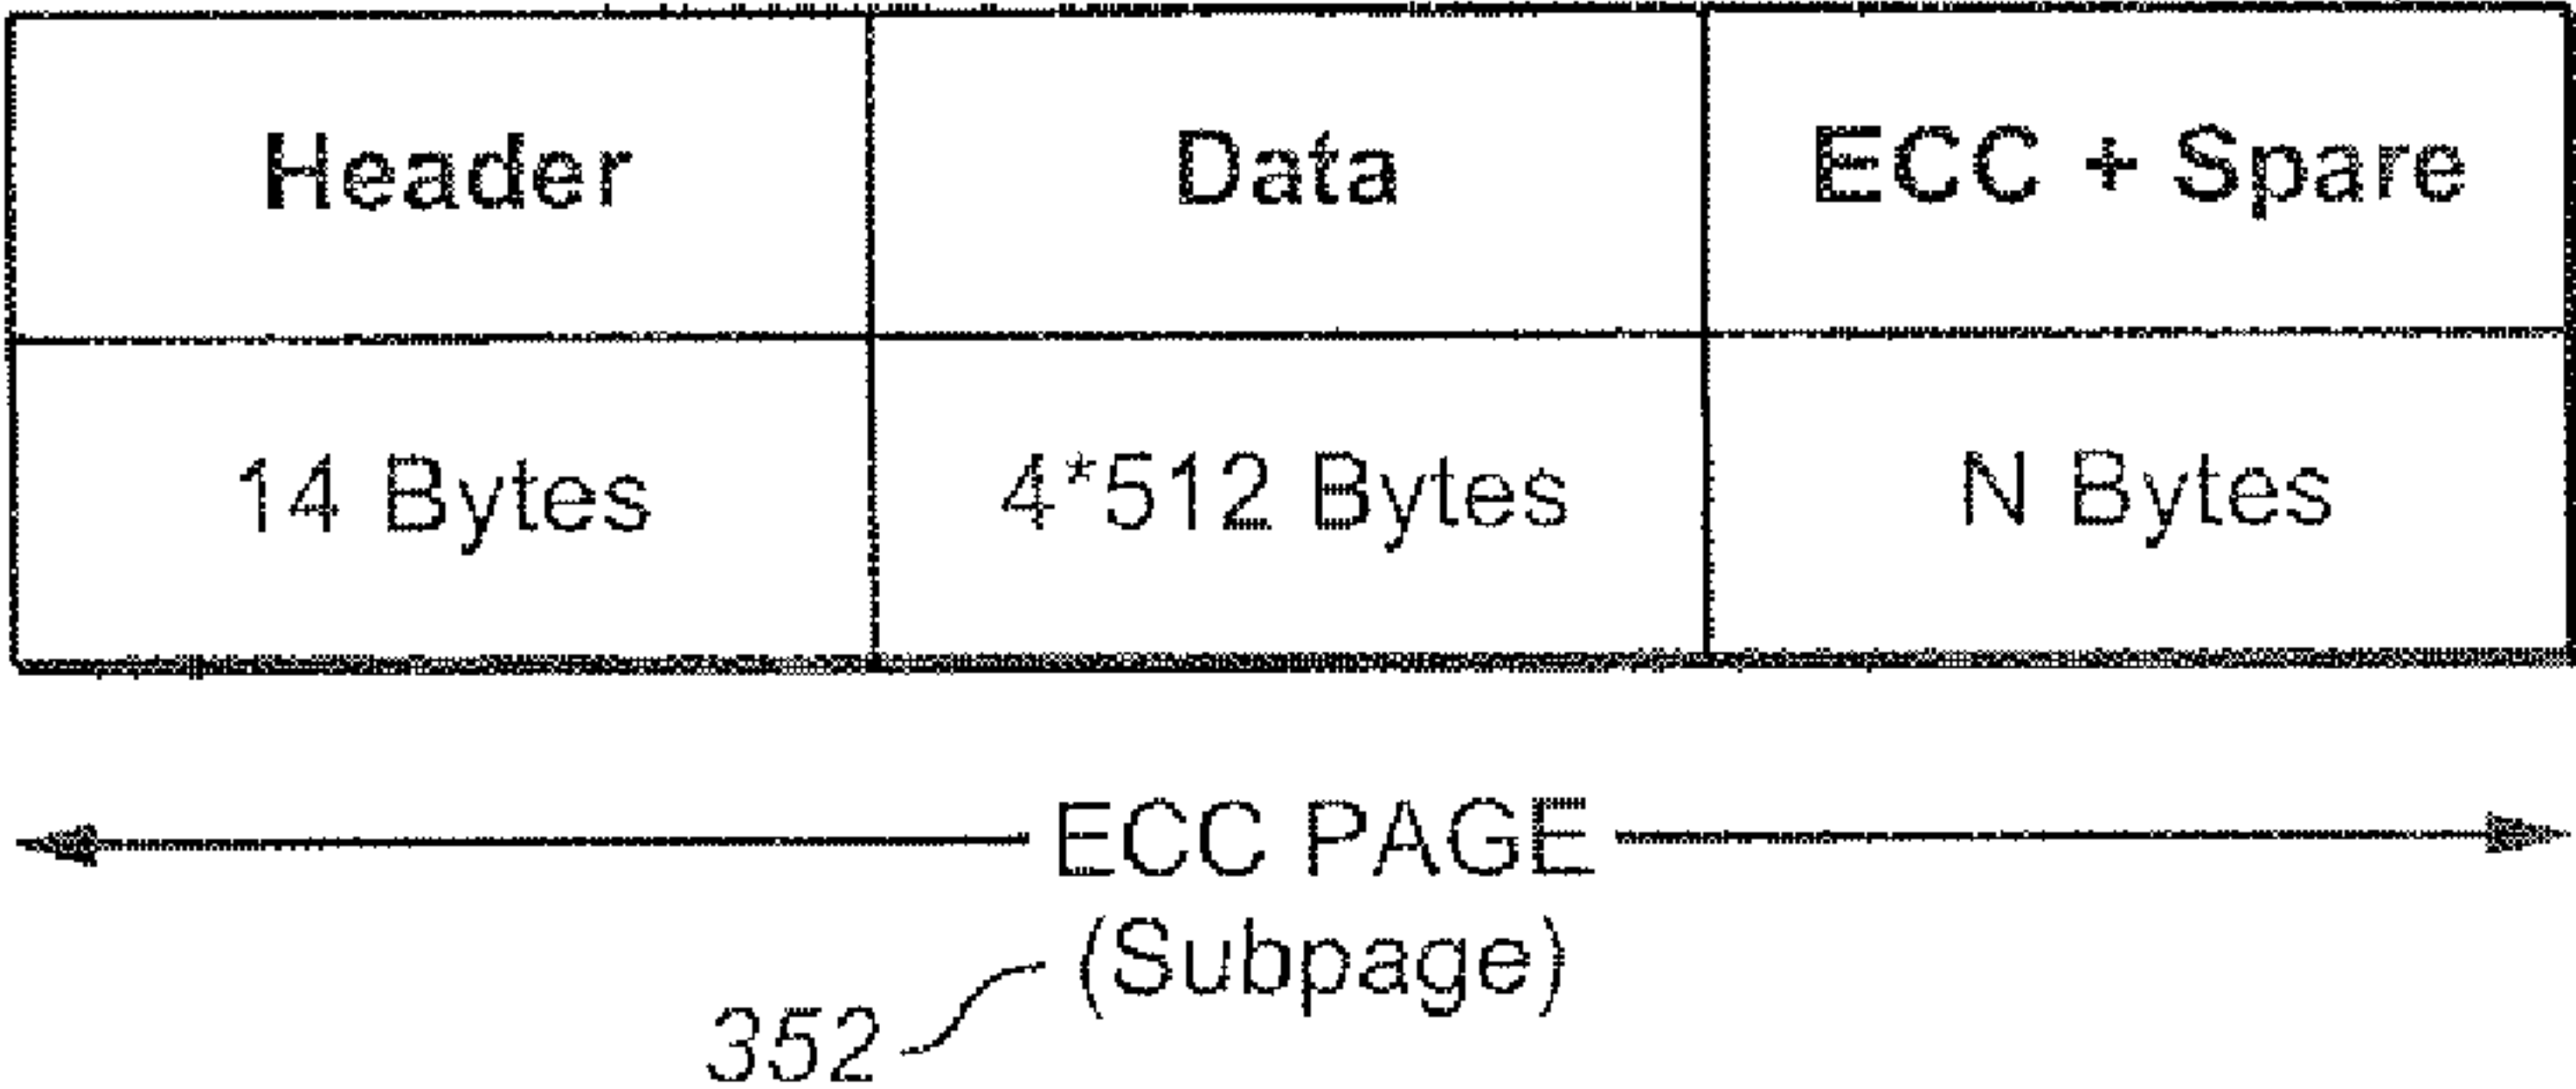 Header Data ECC + Spare
14 Bytes 4*512 Bytes N Bytes
ECC PAGE
(Subpage)
352